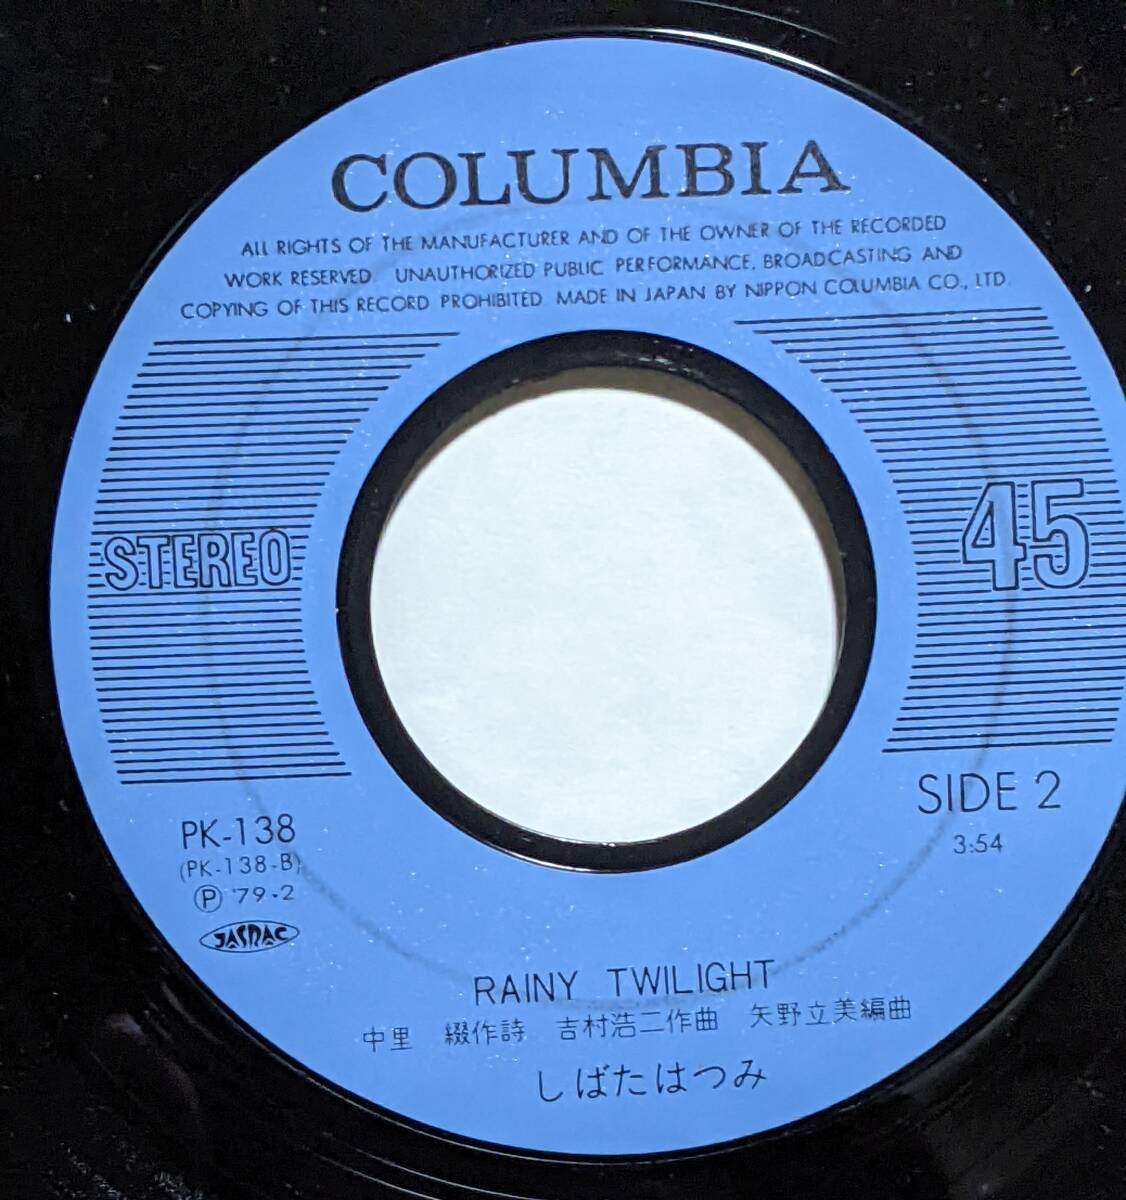 COLUMBIA
ALL RIGHTS OF THE MANUFACTURER AND OF THE OWNER OF THE RECORDED
WORK RESERVED. UNAUTHORIZED PUBLIC PERFORMANCE, BROADCASTING AND
COPYING OF THIS RECORD PROHIBITED MADE IN JAPAN BY NIPPON COLUMBIA CO., LTD.
STEREO
45
PK-138
(PK-138-B)
Ⓟ '79·2
JASRAC
SIDE 2
3:54
RAINY TWILIGHT
中里 綴作詩 吉村浩二作曲 矢野立美編曲
しばたはつみ